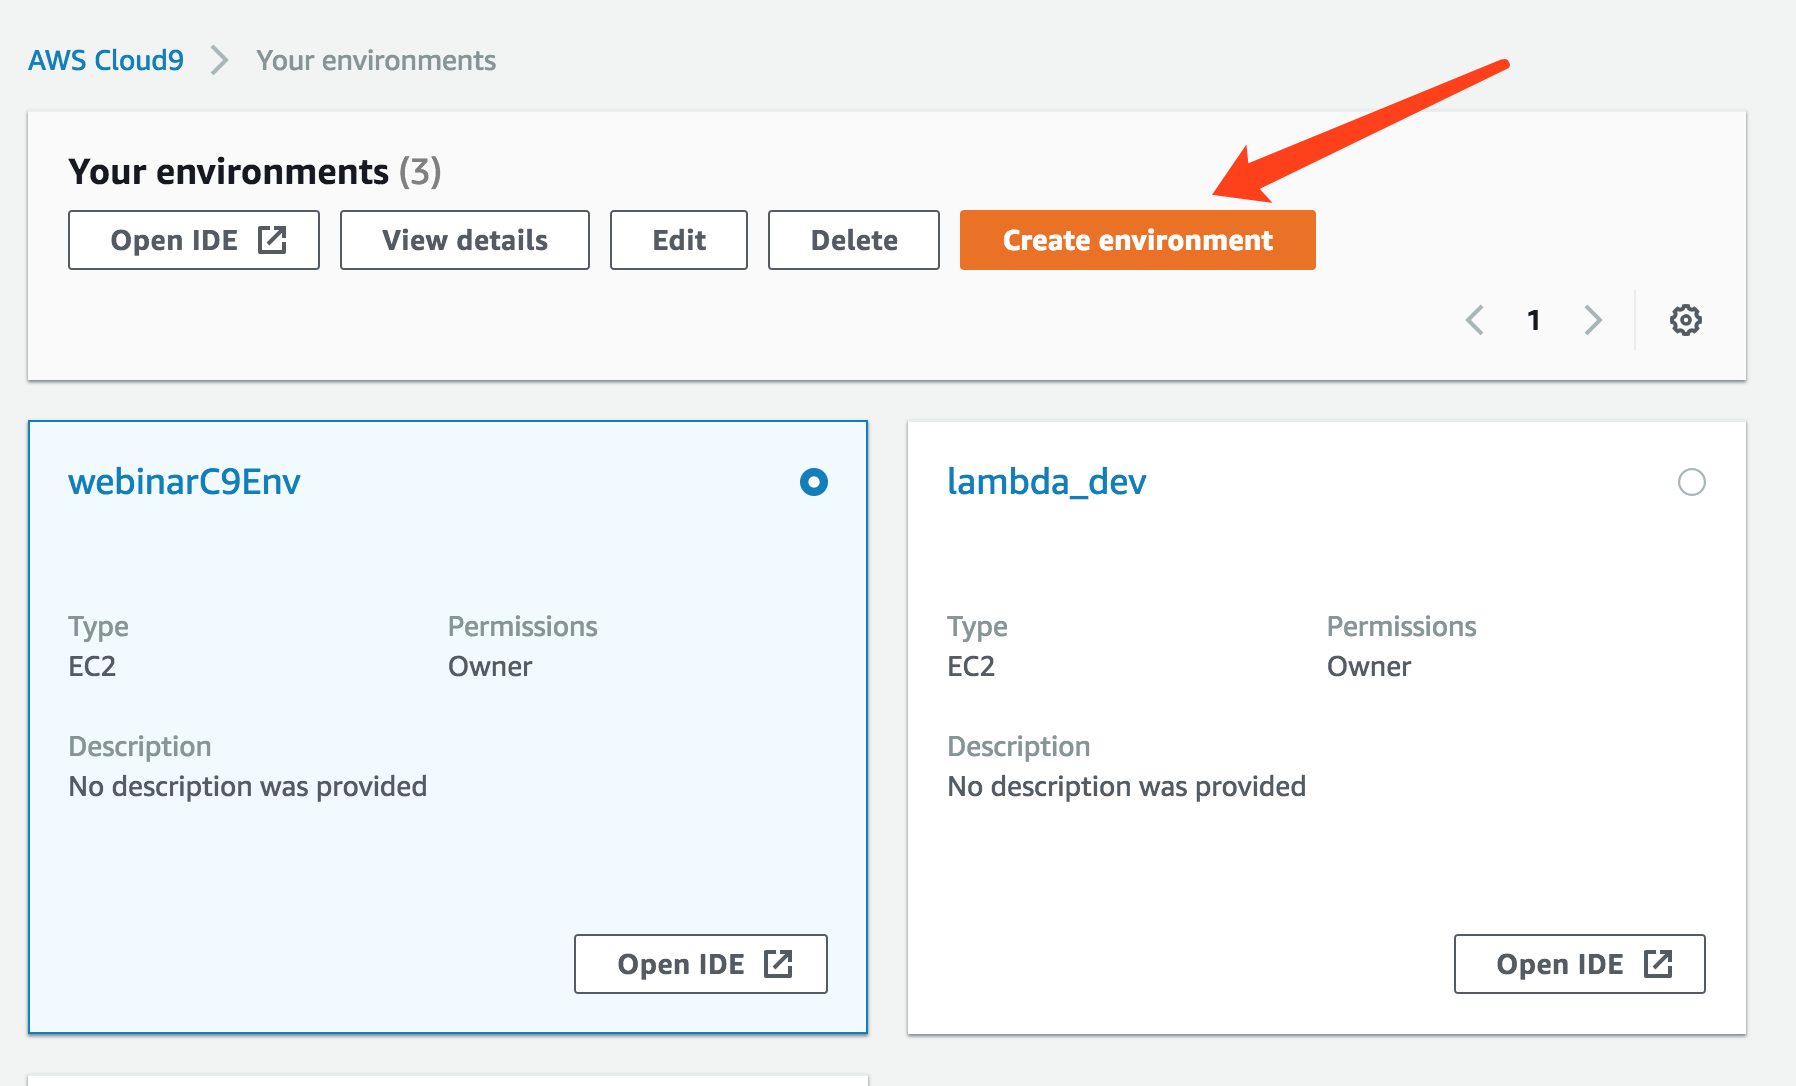 AWS Cloud9 > Your environments
Your environments (3)
Open IDE View details Edit Delete Create environment
1
webinarC9Env
Type Permissions
EC2 Owner
Description
No description was provided
Open IDE
lambda_dev
Type Permissions
EC2 Owner
Description
No description was provided
Open IDE